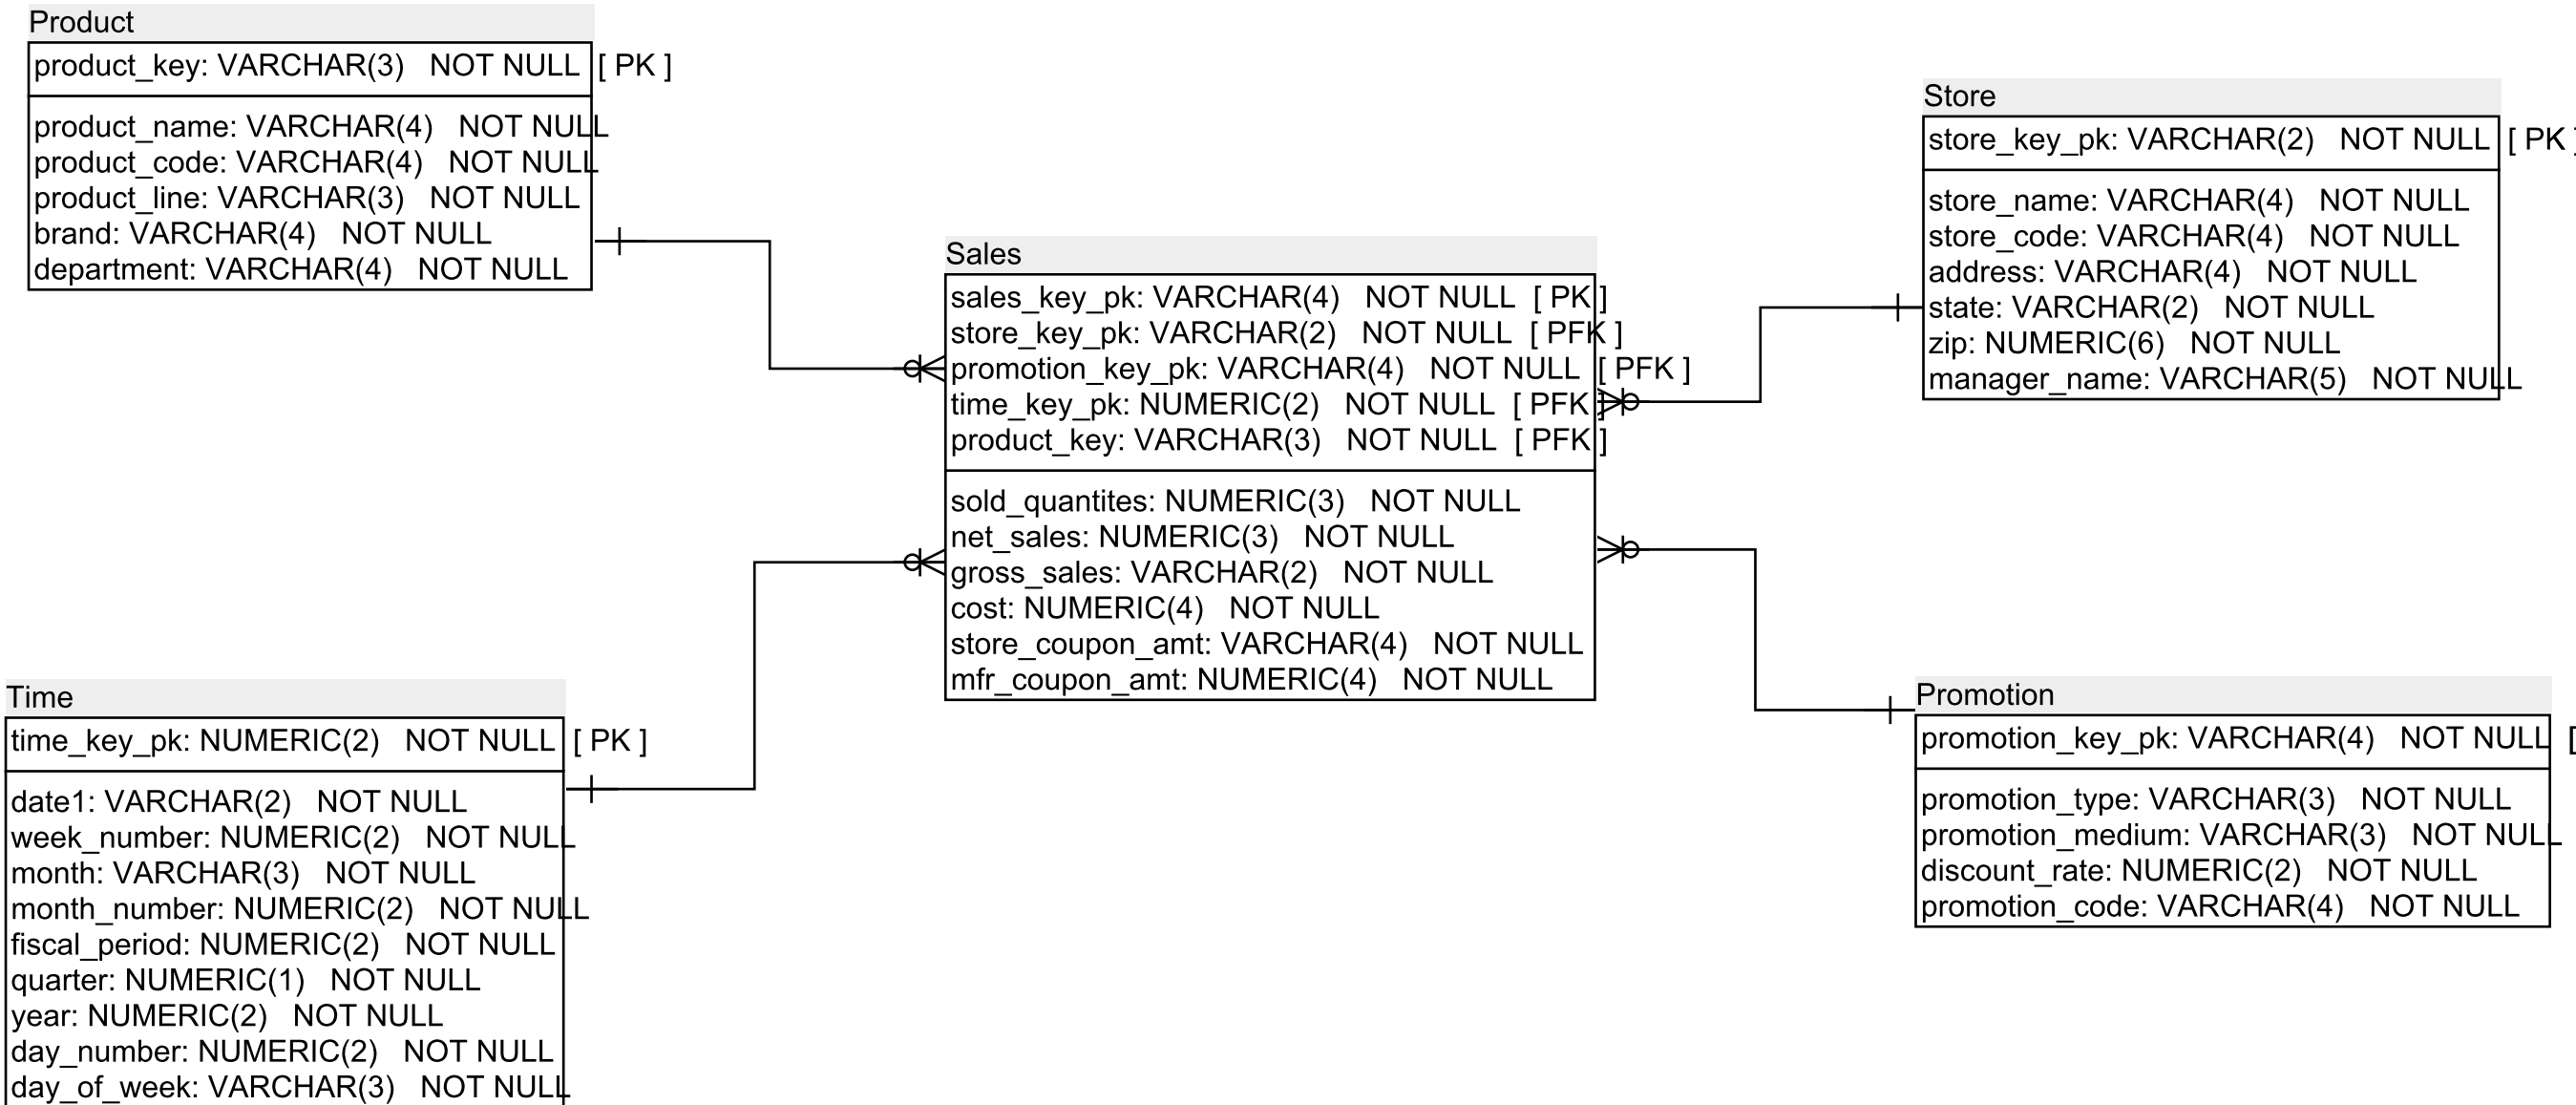 Product
product_key: VARCHAR(3) NOT NULL [ PK ]
product_name: VARCHAR(4) NOT NULL
product_code: VARCHAR(4) NOT NULL
product_line: VARCHAR(3) NOT NULL
brand: VARCHAR(4) NOT NULL
department: VARCHAR(4) NOT NULL
Store
store_key_pk: VARCHAR(2) NOT NULL [ PK ]
store_name: VARCHAR(4) NOT NULL
store_code: VARCHAR(4) NOT NULL
address: VARCHAR(4) NOT NULL
state: VARCHAR(2) NOT NULL
zip: NUMERIC(6) NOT NULL
manager_name: VARCHAR(5) NOT NULL
Sales
sales_key_pk: VARCHAR(4) NOT NULL [ PK ]
store_key_pk: VARCHAR(2) NOT NULL [ PFK ]
promotion_key_pk: VARCHAR(4) NOT NULL [ PFK ]
time_key_pk: NUMERIC(2) NOT NULL [ PFK ]
product_key: VARCHAR(3) NOT NULL [ PFK ]
sold_quantites: NUMERIC(3) NOT NULL
net_sales: NUMERIC(3) NOT NULL
gross_sales: VARCHAR(2) NOT NULL
cost: NUMERIC(4) NOT NULL
store_coupon_amt: VARCHAR(4) NOT NULL
mfr_coupon_amt: NUMERIC(4) NOT NULL
Time
time_key_pk: NUMERIC(2) NOT NULL [ PK ]
date1: VARCHAR(2) NOT NULL
week_number: NUMERIC(2) NOT NULL
month: VARCHAR(3) NOT NULL
month_number: NUMERIC(2) NOT NULL
fiscal_period: NUMERIC(2) NOT NULL
quarter: NUMERIC(1) NOT NULL
year: NUMERIC(2) NOT NULL
day_number: NUMERIC(2) NOT NULL
day_of_week: VARCHAR(3) NOT NULL
Promotion
promotion_key_pk: VARCHAR(4) NOT NULL [
promotion_type: VARCHAR(3) NOT NULL
promotion_medium: VARCHAR(3) NOT NULL
discount_rate: NUMERIC(2) NOT NULL
promotion_code: VARCHAR(4) NOT NULL